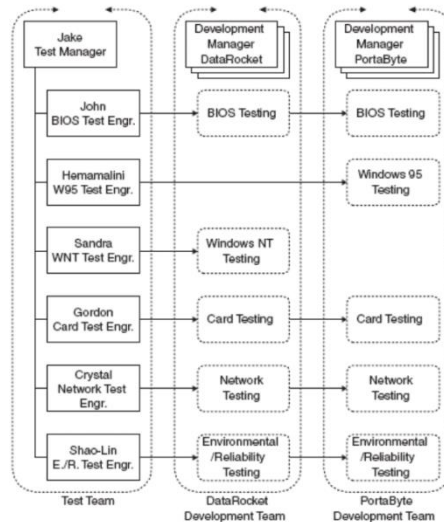 Jake
Test Manager
Development
Manager
DataRocket
Development
Manager
PortaByte
John
BIOS Test Engr.
BIOS Testing
BIOS Testing
Hemamalini
W95 Test Engr.
Windows 95
Testing
Sandra
WNT Test Engr.
Windows NT
Testing
Gordon
Card Test Engr.
Card Testing
Card Testing
Crystal
Network Test
Engr.
Network
Testing
Network
Testing
Shao-Lin
E./R. Test Engr.
Environmental
/Reliability
Testing
Environmental
/Reliability
Testing
Test Team
DataRocket
Development Team
PortaByte
Development Team